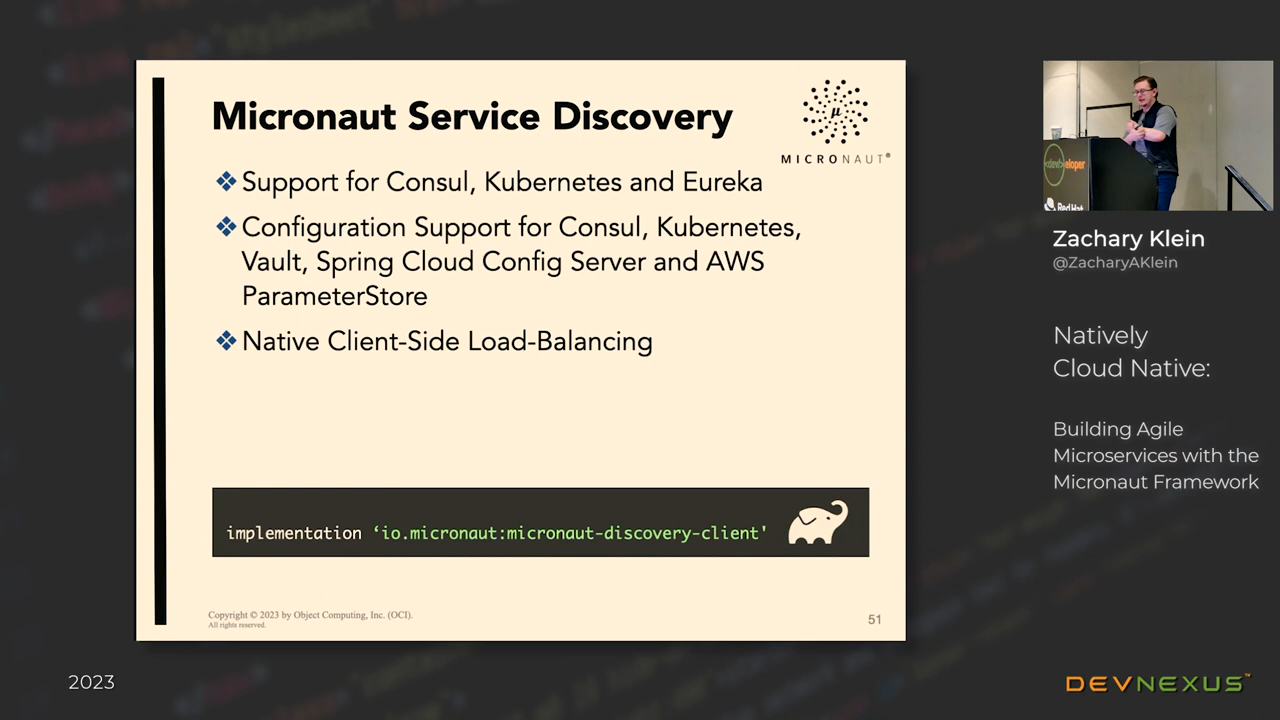 Micronaut Service Discovery
MICRONAUT®
❖ Support for Consul, Kubernetes and Eureka
❖ Configuration Support for Consul, Kubernetes,
Vault, Spring Cloud Config Server and AWS
ParameterStore
❖ Native Client-Side Load-Balancing
implementation ‘io.micronaut:micronaut-discovery-client'
Copyright © 2023 by Object Computing, Inc. (OCI).
All rights reserved.
51
Red Hat
Zachary Klein
@ZacharyAKlein
Natively
Cloud Native:
Building Agile
Microservices with the
Micronaut Framework
2023
DEVNEXUS™